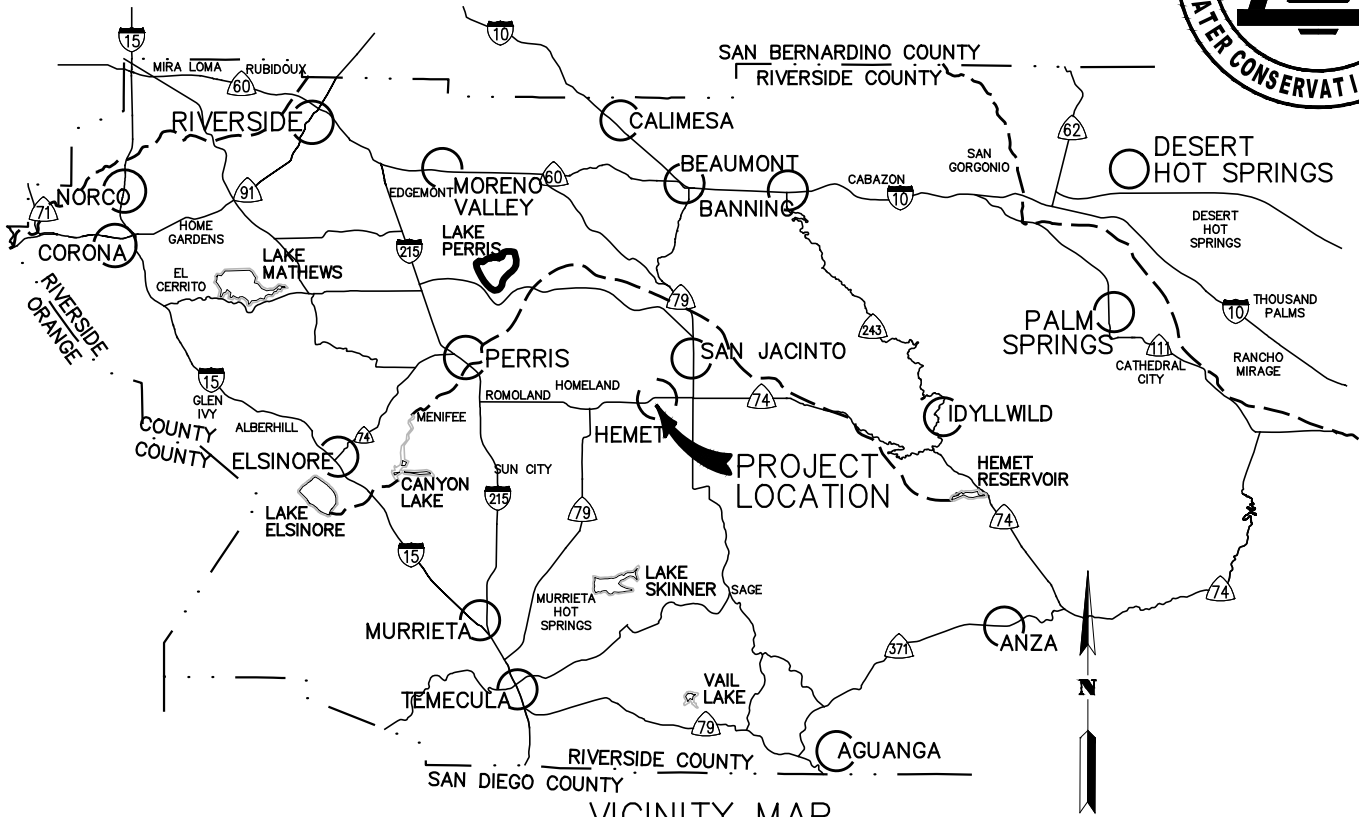 15
10
SAN BERNARDINO COUNTY
RIVERSIDE COUNTY
ATER CONSERVATI
MIRA LOMA
RUBIDOUX
60
RIVERSIDE
CALIMESA
62
DESERT
HOT SPRINGS
SAN
GORGONIO
BEAUMONT
BANNING
CABAZON
10
EDGEMONT
MORENO
VALLEY
60
NORCO
91
71
HOME
GARDENS
CORONA
215
LAKE
PERRIS
DESERT
HOT
SPRINGS
EL
CERRITO
LAKE
MATHEWS
RIVERSIDE
ORANGE
79
243
10
THOUSAND
PALMS
PALM
SPRINGS
111
CATHEDRAL
CITY
RANCHO
MIRAGE
PERRIS
SAN JACINTO
15
GLEN
IVY
ROMOLAND
HOMELAND
74
IDYLLWILD
MENIFEE
ALBERHILL
74
HEMET
COUNTY
COUNTY
ELSINORE
PROJECT
LOCATION
SUN CITY
CANYON
LAKE
HEMET
RESERVOIR
215
79
74
LAKE
ELSINORE
15
LAKE
SKINNER
SAGE
74
MURRIETA
HOT
SPRINGS
MURRIETA
371
ANZA
TEMECULA
VAIL
LAKE
N
79
AGUANGA
RIVERSIDE COUNTY
SAN DIEGO COUNTY
VICINITY MAP